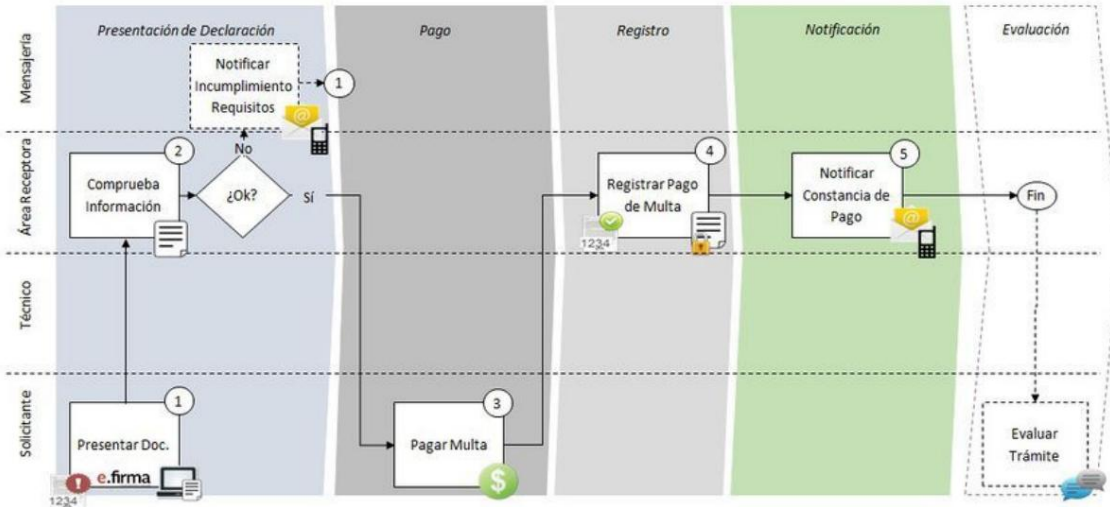 Presentación de Declaración
Pago
Registro
Notificación
Evaluación
Mensajería
Notificar
Incumplimiento
Requisitos
1
@
No
Área Receptora
2
Comprueba
Información
¿Ok?
Sí
4
Registrar Pago
de Multa
1234
5
Notificar
Constancia de
Pago
@
Fin
Técnico
Solicitante
1
Presentar Doc.
e.firma
1234
3
Pagar Multa
$
Evaluar
Trámite